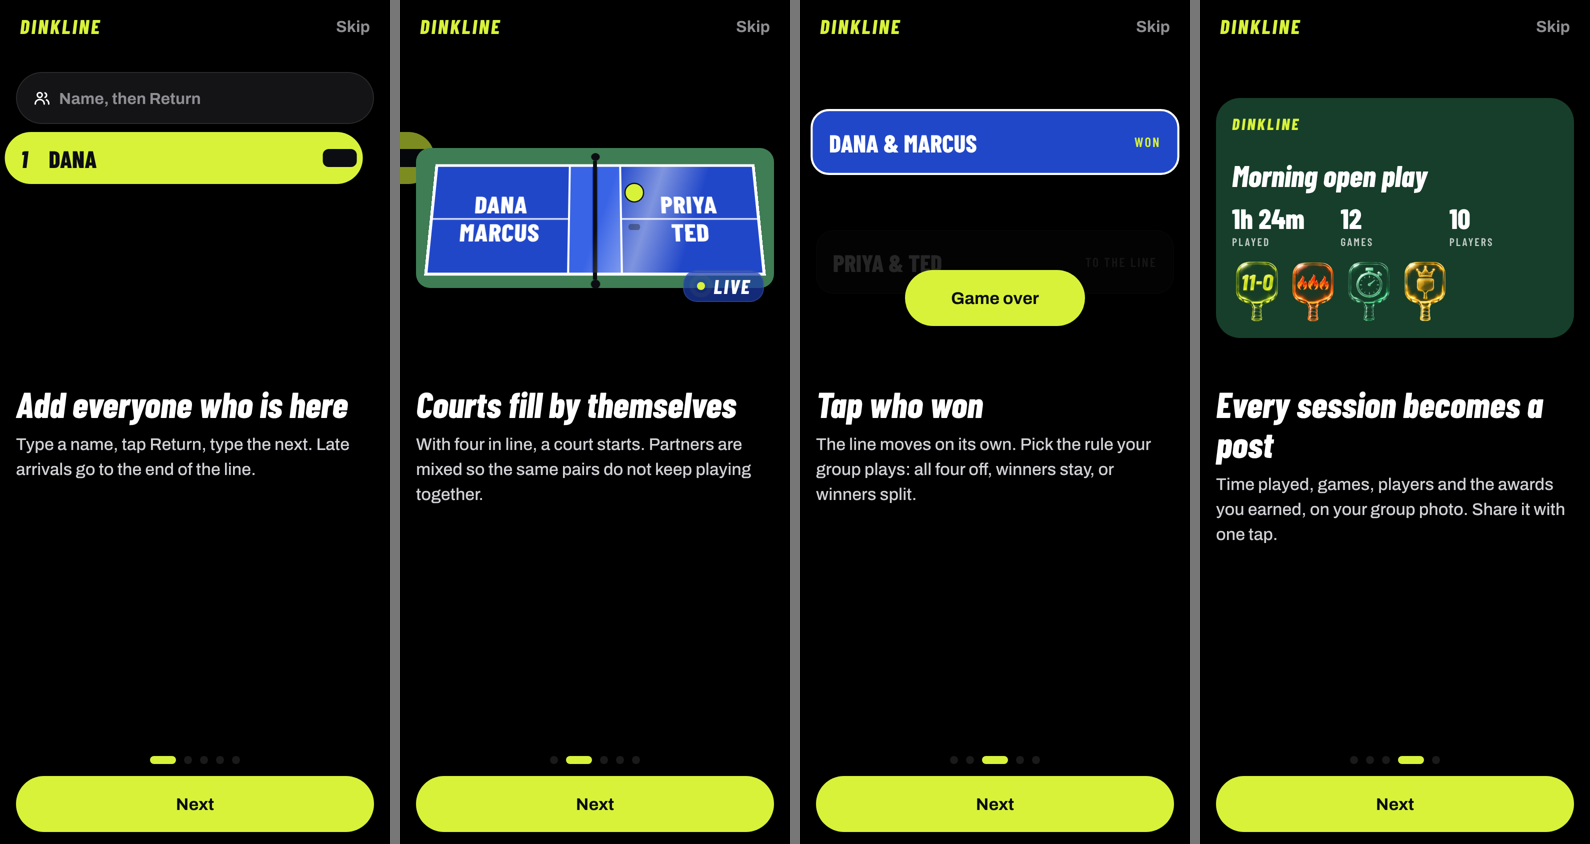 DINKLINE
Skip
Name, then Return
1 DANA
Add everyone who is here
Type a name, tap Return, type the next. Late
arrivals go to the end of the line.
Next
DINKLINE
Skip
DANA
MARCUS
PRIYA
TED
LIVE
Courts fill by themselves
With four in line, a court starts. Partners are
mixed so the same pairs do not keep playing
together.
Next
DINKLINE
Skip
DANA & MARCUS
WON
PRIYA & TED
TO THE LINE
Game over
Tap who won
The line moves on its own. Pick the rule your
group plays: all four off, winners stay, or
winners split.
Next
DINKLINE
Skip
DINKLINE
Morning open play
1h 24m 12 10
PLAYED GAMES PLAYERS
11-0
Every session becomes a
post
Time played, games, players and the awards
you earned, on your group photo. Share it with
one tap.
Next